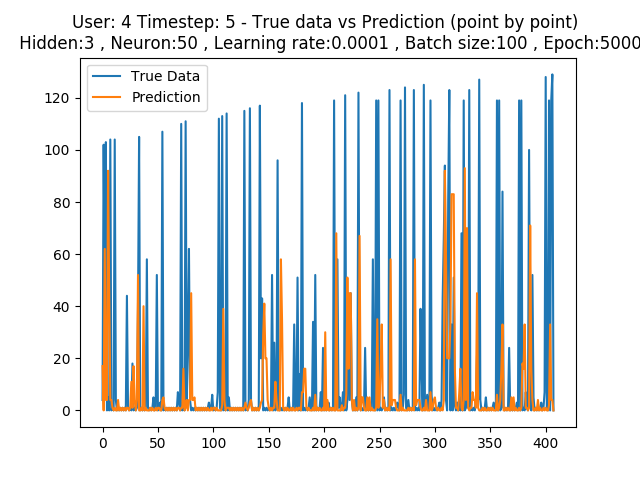 User: 4 Timestep: 5 - True data vs Prediction (point by point)
Hidden:3 , Neuron:50 , Learning rate:0.0001 , Batch size:100 , Epoch:5000
True Data
Prediction
120
100
80
60
40
20
0
0 50 100 150 200 250 300 350 400